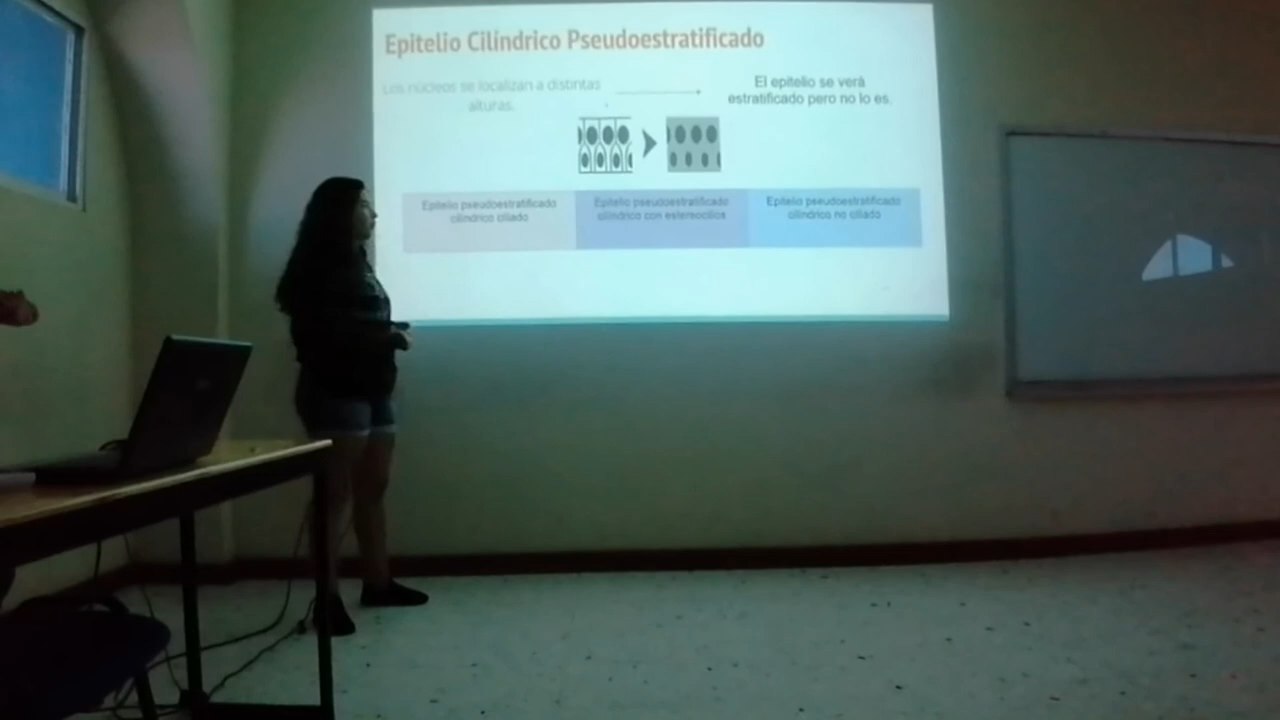 Epitelio Cilíndrico Pseudoestratificado
Los núcleos se localizan a distintas
alturas.
El epitelio se verá
estratificado pero no lo es.
Epitelio pseudoestratificado
cilíndrico ciliado
Epitelio pseudoestratificado
cilíndrico con estereocilios
Epitelio pseudoestratificado
cilíndrico no ciliado